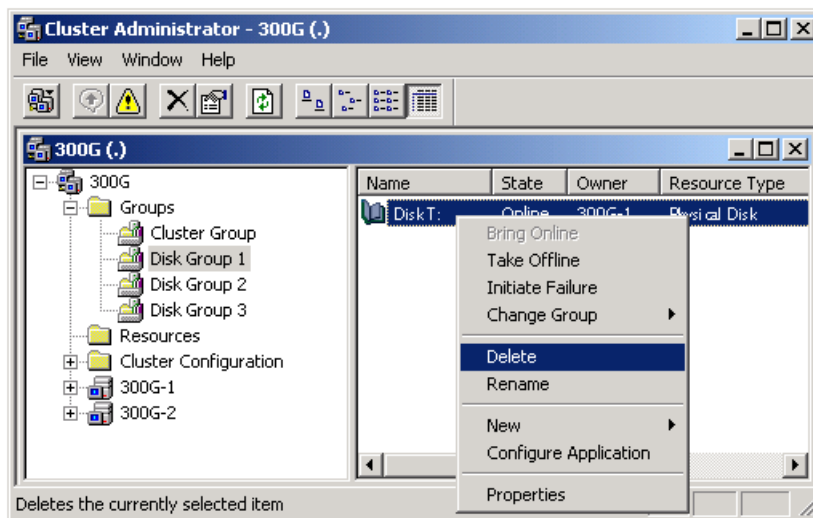 Cluster Administrator - 300G (.)
File View Window Help
300G (.)
300G
Groups
Cluster Group
Disk Group 1
Disk Group 2
Disk Group 3
Resources
Cluster Configuration
300G-1
300G-2
Name State Owner Resource Type
Disk T: Online 300G-1 Physical Disk
Bring Online
Take Offline
Initiate Failure
Change Group
Delete
Rename
New
Configure Application
Properties
Deletes the currently selected item